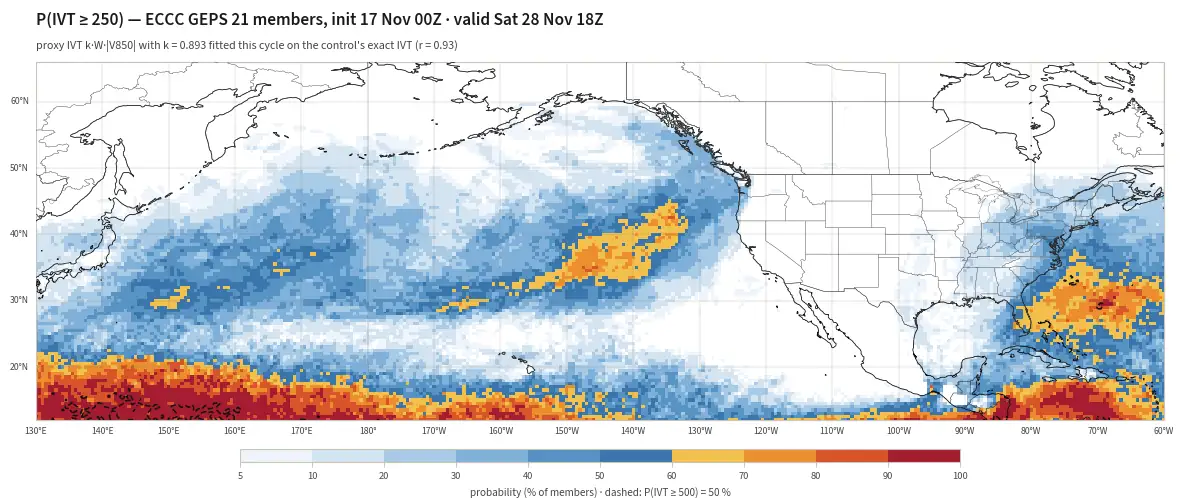 P(IVT ≥ 250) — ECCC GEPS 21 members, init 17 Nov 00Z · valid Sat 28 Nov 18Z
proxy IVT k·W·|V850| with k = 0.893 fitted this cycle on the control's exact IVT (r = 0.93)
60°N
50°N
40°N
30°N
20°N
130°E 140°E 150°E 160°E 170°E 180° 170°W 160°W 150°W 140°W 130°W 120°W 110°W 100°W 90°W 80°W 70°W 60°W
5 10 20 30 40 50 60 70 80 90 100
probability (% of members) · dashed: P(IVT ≥ 500) = 50 %